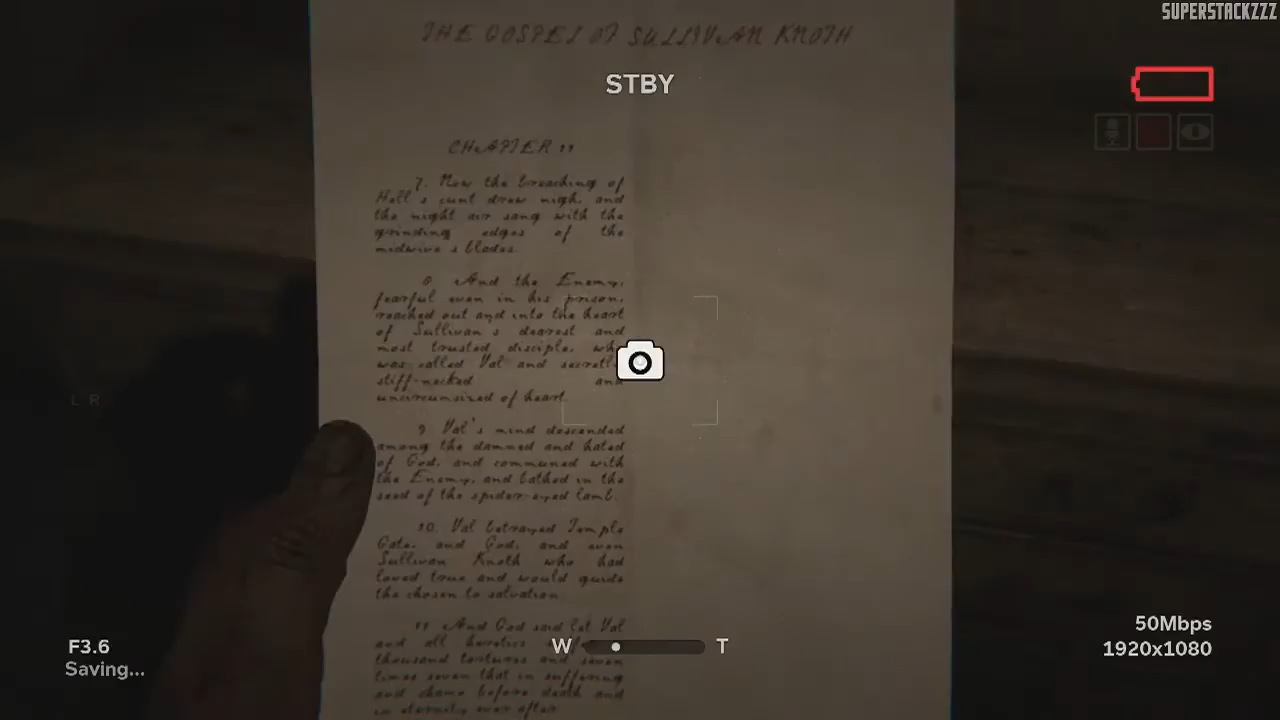 SUPERSTACKZZZ
THE GOSPEL OF SULLIVAN KNOTH
STBY
CHAPTER 11
7. Now the broaching of
Hell's cunt drew nigh, and
the night air sang with the
grinding edges of the
midwive's blades.
8 And the Enemy,
fearful even in his prison,
reached out and into the heart
of Sullivan's dearest and
most trusted disciple, who
was called Val and secretly
stiff-necked and
uncircumsized of heart.
L R
9 Val's mind descended
among the damned and hated
of God, and communed with
the Enemy, and bathed in the
seed of the spider-eyed lamb.
10. Val betrayed Temple
Gate, and God, and even
Sullivan Knoth who had
loved true and would guide
the chosen to salvation.
11 And God said let Val
and all heretics
thousand tortures and seven
times seven that in suffering
and shame before death and
in eternity ever after
W T
F3.6
Saving...
50Mbps
1920x1080